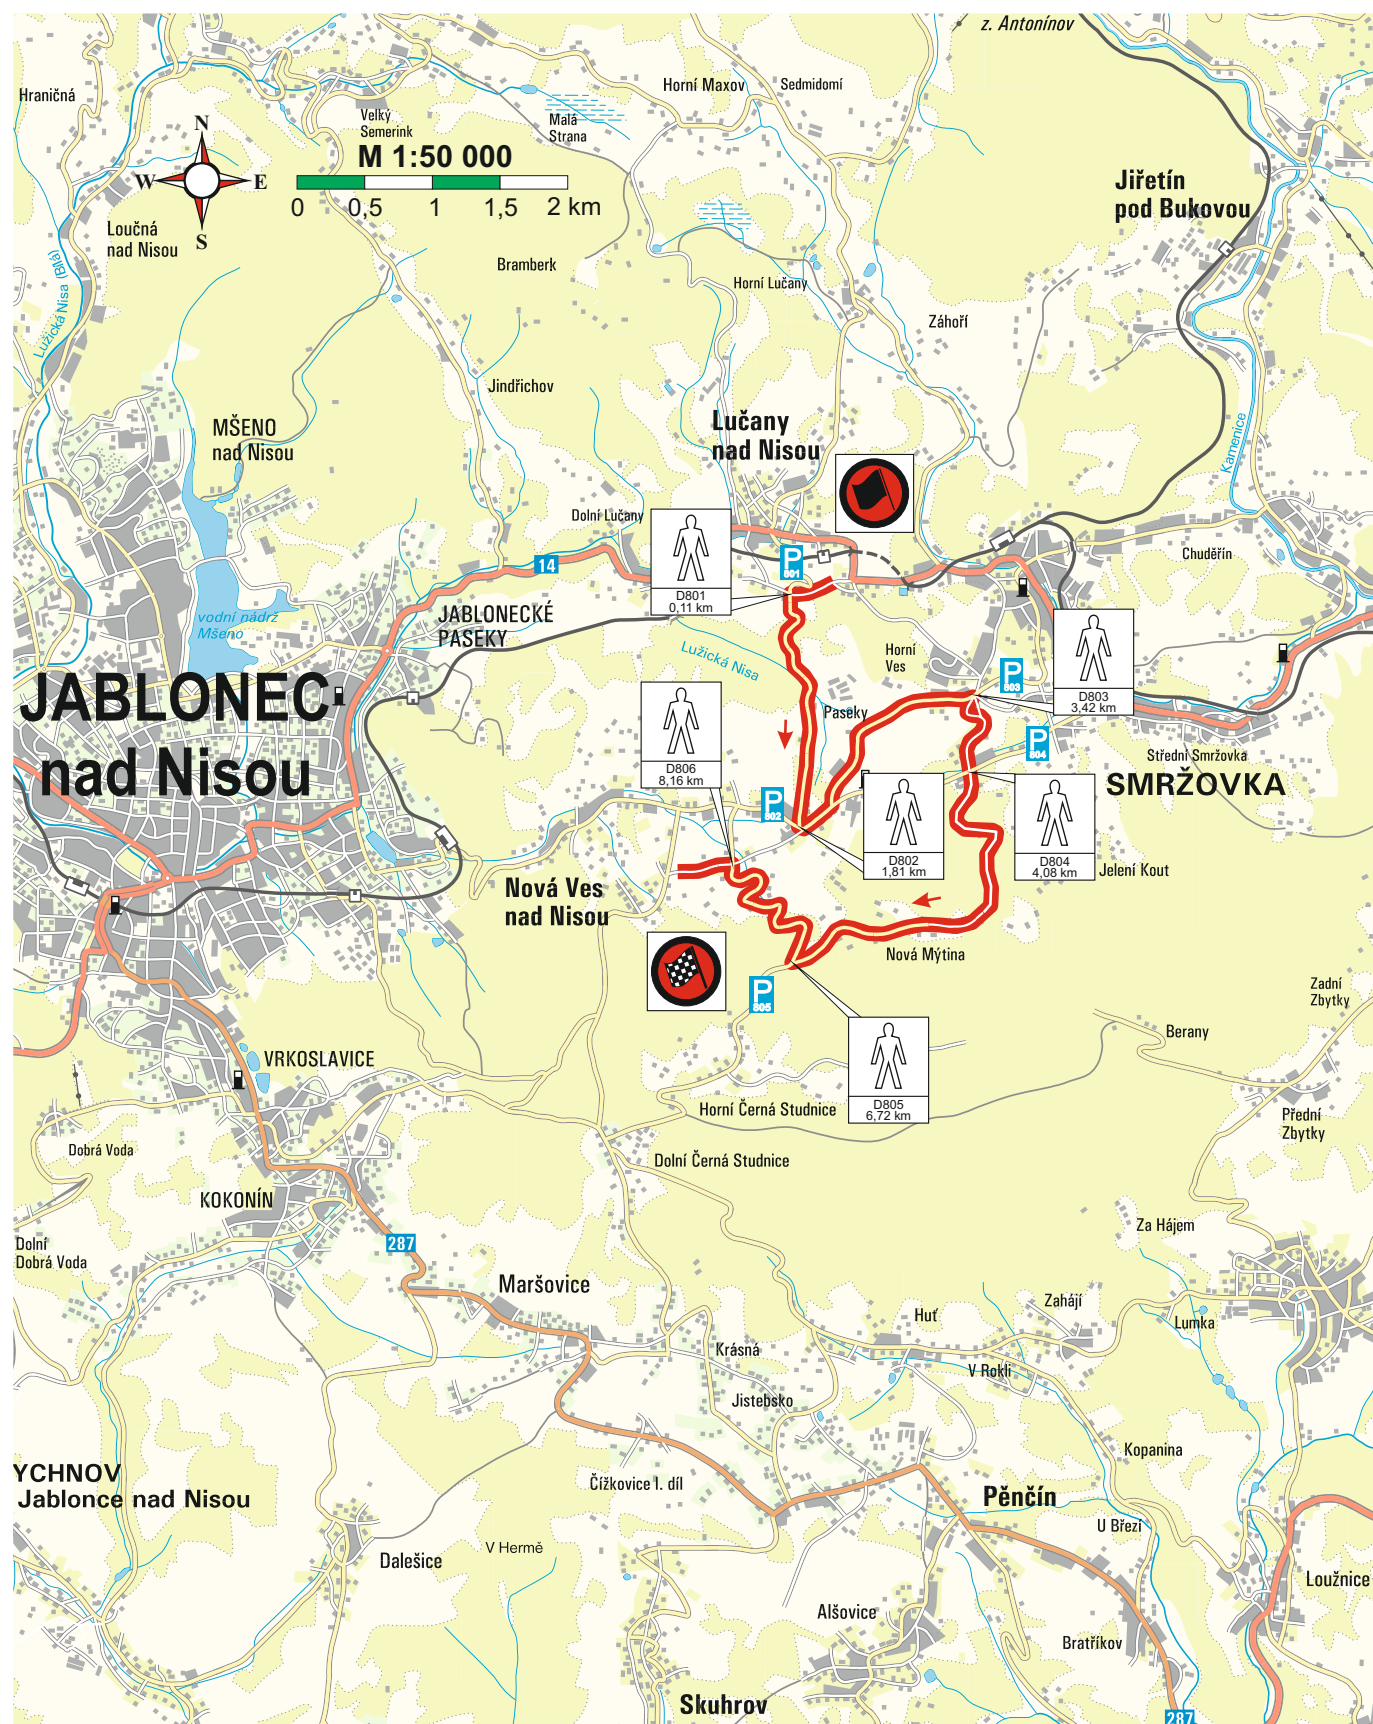 z. Antonínov
Hraničná
Horní Maxov
Sedmidomí
Velký
Semerink
Malá
Strana
N
W
E
S
M 1:50 000
0
0,5
1
1,5
2 km
Jiřetín
pod Bukovou
Loučná
nad Nisou
Lužická Nisa (Bílá)
Bramberk
Horní Lučany
Záhoří
Jindřichov
MŠENO
nad Nisou
Lučany
nad Nisou
Kamenice
Dolní Lučany
14
P
801
D801
0,11 km
Chuděřín
vodní nádrž
Mšeno
JABLONECKÉ
PASEKY
Lužická Nisa
Horní
Ves
P
803
D803
3,42 km
JABLONEC
nad Nisou
Paseky
D806
8,16 km
P
804
Střední Smržovka
SMRŽOVKA
P
802
D802
1,81 km
D804
4,08 km
Jelení Kout
Nová Ves
nad Nisou
Nová Mýtina
P
805
Zadní
Zbytky
Berany
D805
6,72 km
VRKOSLAVICE
Horní Černá Studnice
Přední
Zbytky
Dobrá Voda
Dolní Černá Studnice
KOKONÍN
Za Hájem
Dolní
Dobrá Voda
287
Maršovice
Zahájí
Huť
Lumka
Krásná
V Rokli
Jistebsko
Kopanina
YCHNOV
Jablonce nad Nisou
Čížkovice I. díl
Pěnčín
U Březí
V Hermě
Dalešice
Loužnice
Alšovice
Bratříkov
Skuhrov
287